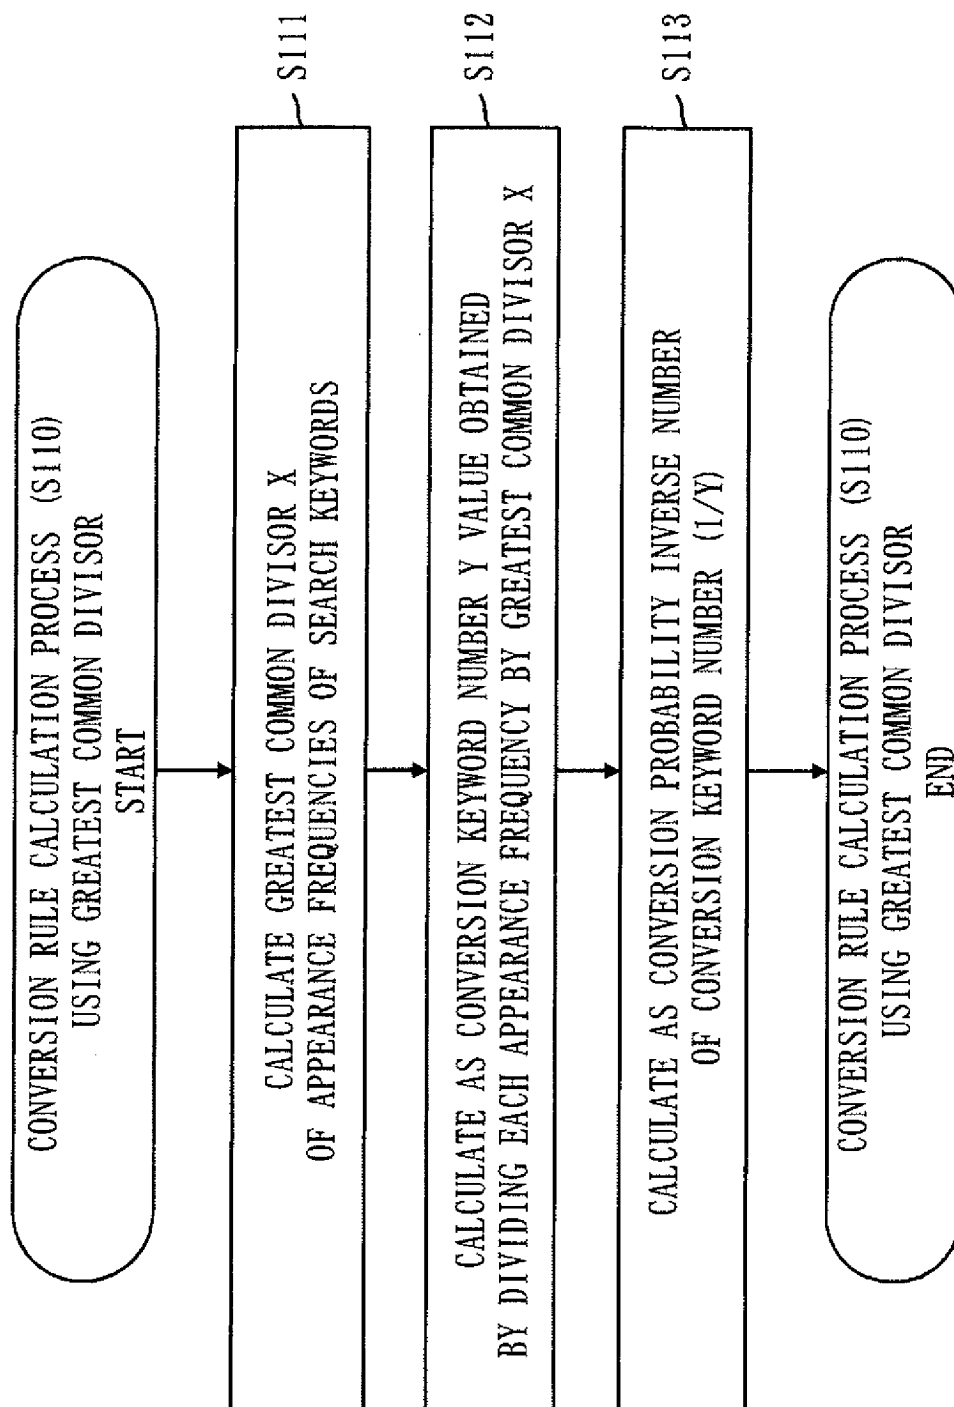 CONVERSION RULE CALCULATION PROCESS (S110)
USING GREATEST COMMON DIVISOR
START
S111
CALCULATE GREATEST COMMON DIVISOR X
OF APPEARANCE FREQUENCIES OF SEARCH KEYWORDS
S112
CALCULATE AS CONVERSION KEYWORD NUMBER Y VALUE OBTAINED
BY DIVIDING EACH APPEARANCE FREQUENCY BY GREATEST COMMON DIVISOR X
S113
CALCULATE AS CONVERSION PROBABILITY INVERSE NUMBER
OF CONVERSION KEYWORD NUMBER (1/Y)
CONVERSION RULE CALCULATION PROCESS (S110)
USING GREATEST COMMON DIVISOR
END